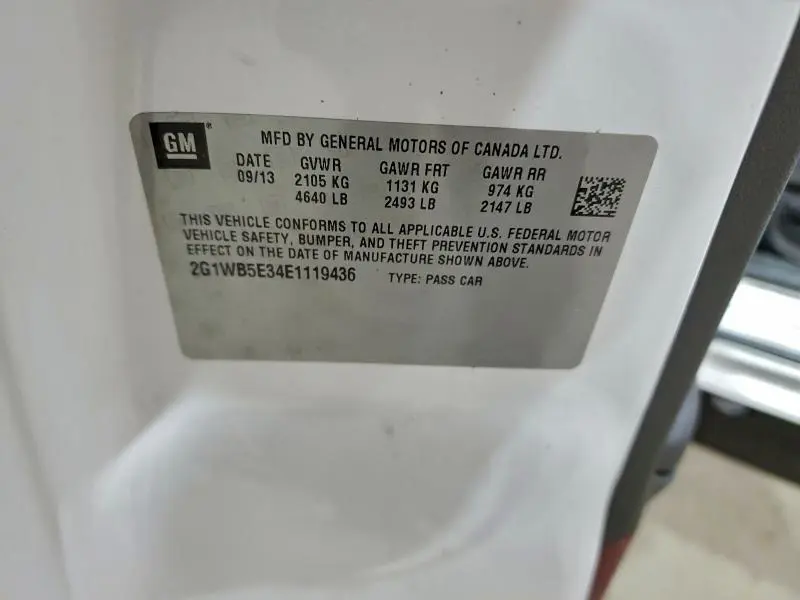 GM®
MFD BY GENERAL MOTORS OF CANADA LTD.
DATE GVWR GAWR FRT GAWR RR
09/13 2105 KG 1131 KG 974 KG
4640 LB 2493 LB 2147 LB
THIS VEHICLE CONFORMS TO ALL APPLICABLE U.S. FEDERAL MOTOR
VEHICLE SAFETY, BUMPER, AND THEFT PREVENTION STANDARDS IN
EFFECT ON THE DATE OF MANUFACTURE SHOWN ABOVE.
2G1WB5E34E1119436 TYPE: PASS CAR